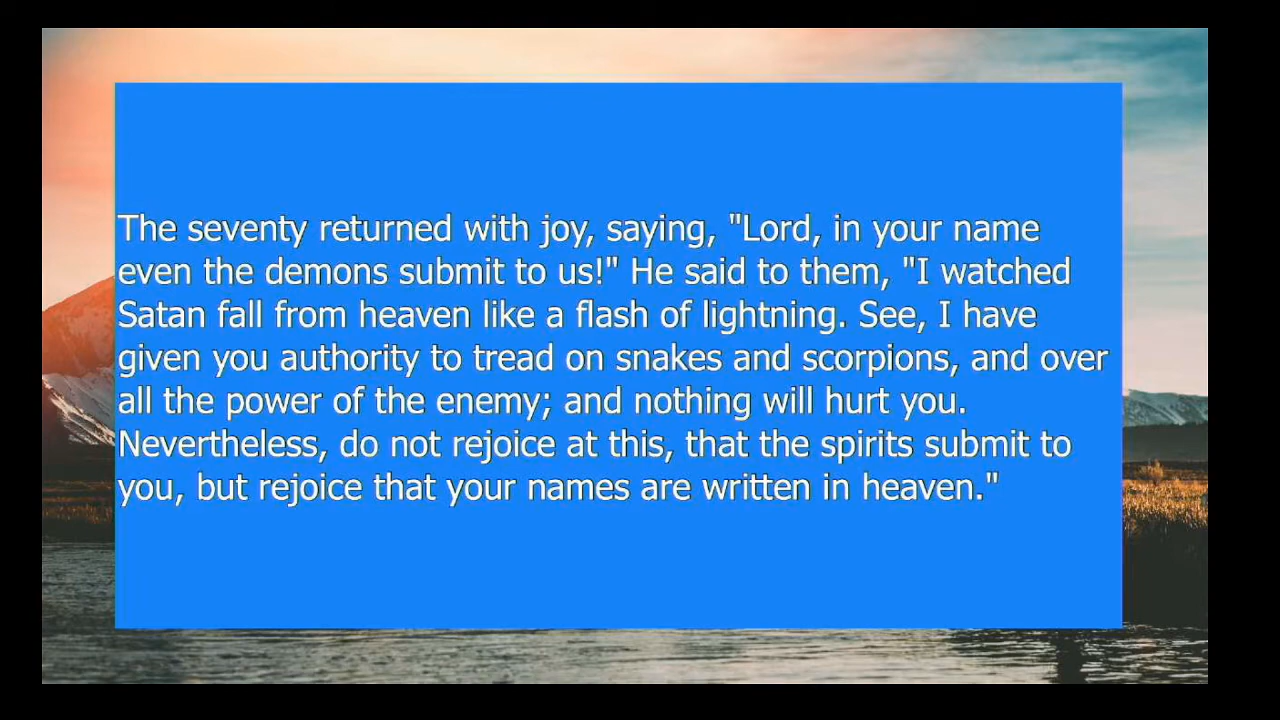 The seventy returned with joy, saying, "Lord, in your name
even the demons submit to us!" He said to them, "I watched
Satan fall from heaven like a flash of lightning. See, I have
given you authority to tread on snakes and scorpions, and over
all the power of the enemy; and nothing will hurt you.
Nevertheless, do not rejoice at this, that the spirits submit to
you, but rejoice that your names are written in heaven."